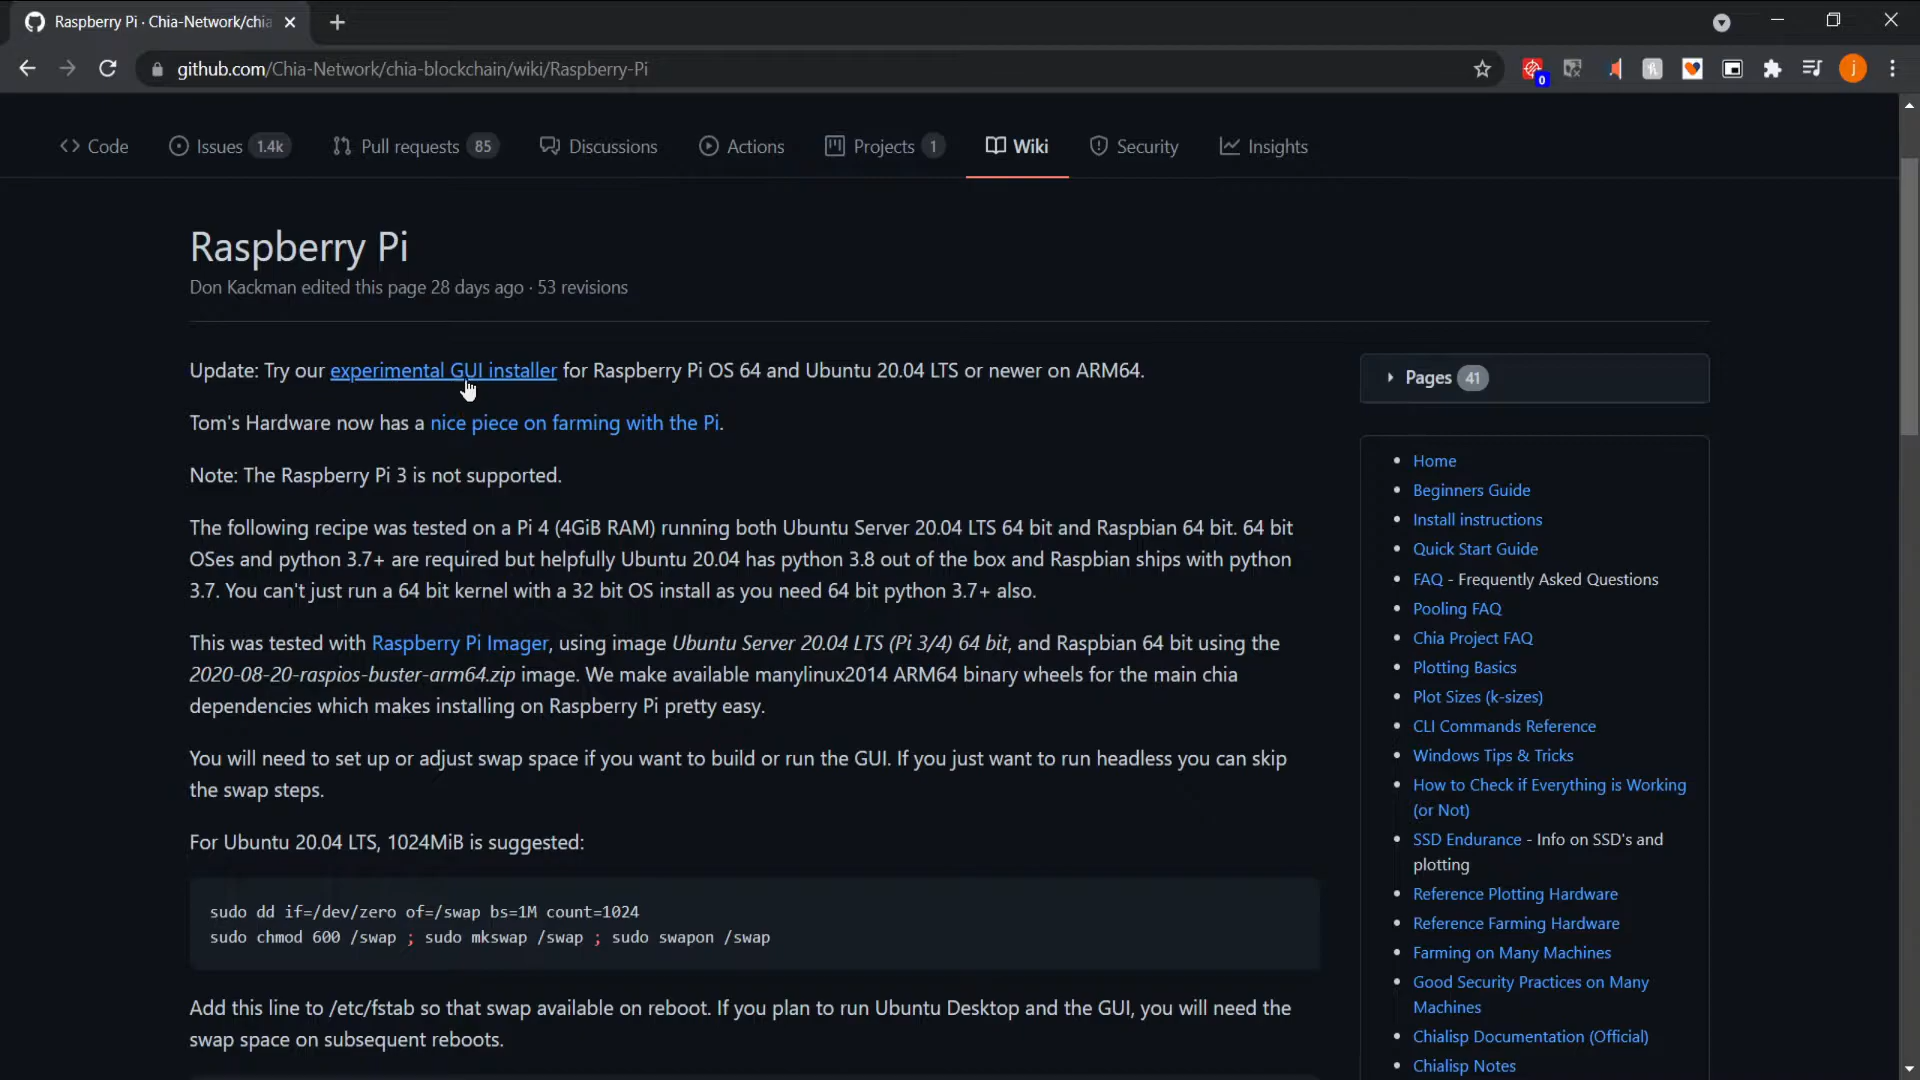 Raspberry Pi · Chia-Network/chia
github.com/Chia-Network/chia-blockchain/wiki/Raspberry-Pi
0
j
Code
Issues 1.4k
Pull requests 85
Discussions
Actions
Projects 1
Wiki
Security
Insights
Raspberry Pi
Don Kackman edited this page 28 days ago · 53 revisions
Update: Try our experimental GUI installer for Raspberry Pi OS 64 and Ubuntu 20.04 LTS or newer on ARM64.
Tom's Hardware now has a nice piece on farming with the Pi.
Note: The Raspberry Pi 3 is not supported.
The following recipe was tested on a Pi 4 (4GiB RAM) running both Ubuntu Server 20.04 LTS 64 bit and Raspbian 64 bit. 64 bit
OSes and python 3.7+ are required but helpfully Ubuntu 20.04 has python 3.8 out of the box and Raspbian ships with python
3.7. You can't just run a 64 bit kernel with a 32 bit OS install as you need 64 bit python 3.7+ also.
This was tested with Raspberry Pi Imager, using image Ubuntu Server 20.04 LTS (Pi 3/4) 64 bit, and Raspbian 64 bit using the
2020-08-20-raspios-buster-arm64.zip image. We make available manylinux2014 ARM64 binary wheels for the main chia
dependencies which makes installing on Raspberry Pi pretty easy.
You will need to set up or adjust swap space if you want to build or run the GUI. If you just want to run headless you can skip
the swap steps.
For Ubuntu 20.04 LTS, 1024MiB is suggested:
sudo dd if=/dev/zero of=/swap bs=1M count=1024
sudo chmod 600 /swap ; sudo mkswap /swap ; sudo swapon /swap
Add this line to /etc/fstab so that swap available on reboot. If you plan to run Ubuntu Desktop and the GUI, you will need the
swap space on subsequent reboots.
Pages 41
Home
Beginners Guide
Install instructions
Quick Start Guide
FAQ - Frequently Asked Questions
Pooling FAQ
Chia Project FAQ
Plotting Basics
Plot Sizes (k-sizes)
CLI Commands Reference
Windows Tips & Tricks
How to Check if Everything is Working
(or Not)
SSD Endurance - Info on SSD's and
plotting
Reference Plotting Hardware
Reference Farming Hardware
Farming on Many Machines
Good Security Practices on Many
Machines
Chialisp Documentation (Official)
Chialisp Notes